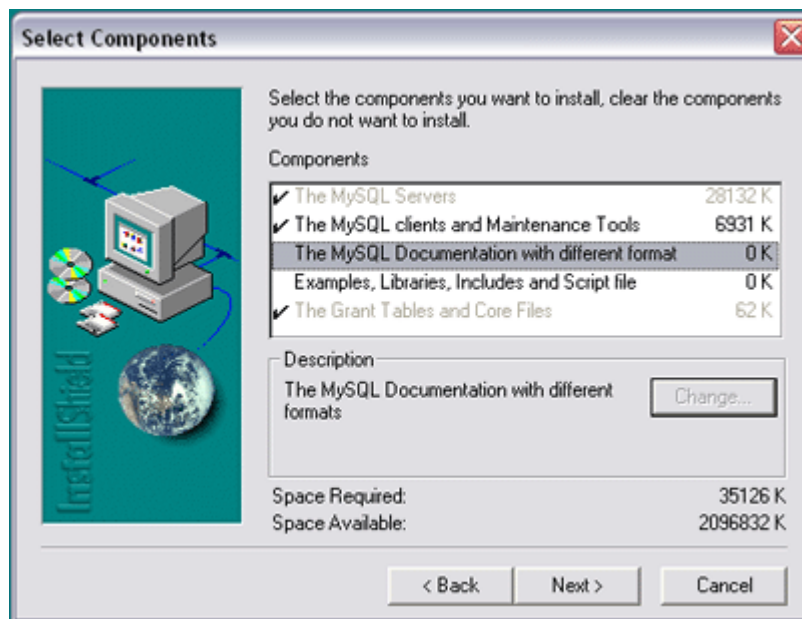 Select Components
Select the components you want to install, clear the components
you do not want to install.
Components
The MySQL Servers 28132 K
The MySQL clients and Maintenance Tools 6931 K
The MySQL Documentation with different format 0 K
Examples, Libraries, Includes and Script file 0 K
The Grant Tables and Core Files 62 K
Description
The MySQL Documentation with different
formats
Change...
InstallShield
Space Required: 35126 K
Space Available: 2096832 K
< Back Next > Cancel